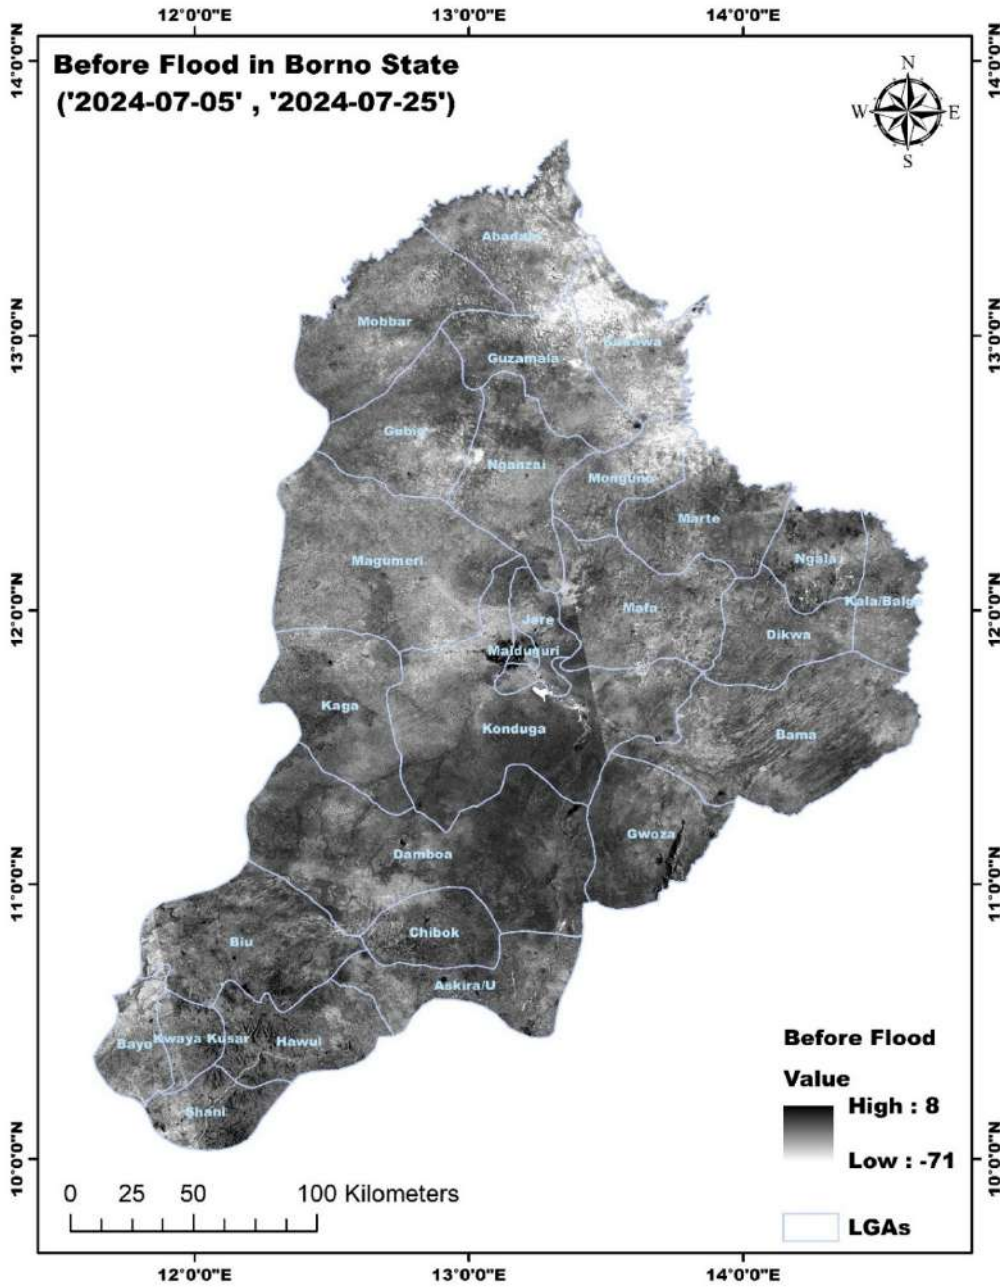 12°0'0"E 13°0'0"E 14°0'0"E
Before Flood in Borno State
('2024-07-05' , '2024-07-25')
N
W E
S
14°0'0"N 14°0'0"N
Mobbar
13°0'0"N 13°0'0"N
Guzamala
Nganzai
Marte
Magumeri
Ngala
12°0'0"N 12°0'0"N
Kala/Balge
Mafa
Jere
Dikwa
Maiduguri
Kaga
Konduga
Bama
Gwoza
Damboa
11°0'0"N 11°0'0"N
Chibok
Biu
Askira/U
Bayo
Kwaya Kusar
Hawul
Shani
Before Flood
Value
High : 8
Low : -71
LGAs
10°0'0"N 10°0'0"N
0 25 50 100 Kilometers
12°0'0"E 13°0'0"E 14°0'0"E